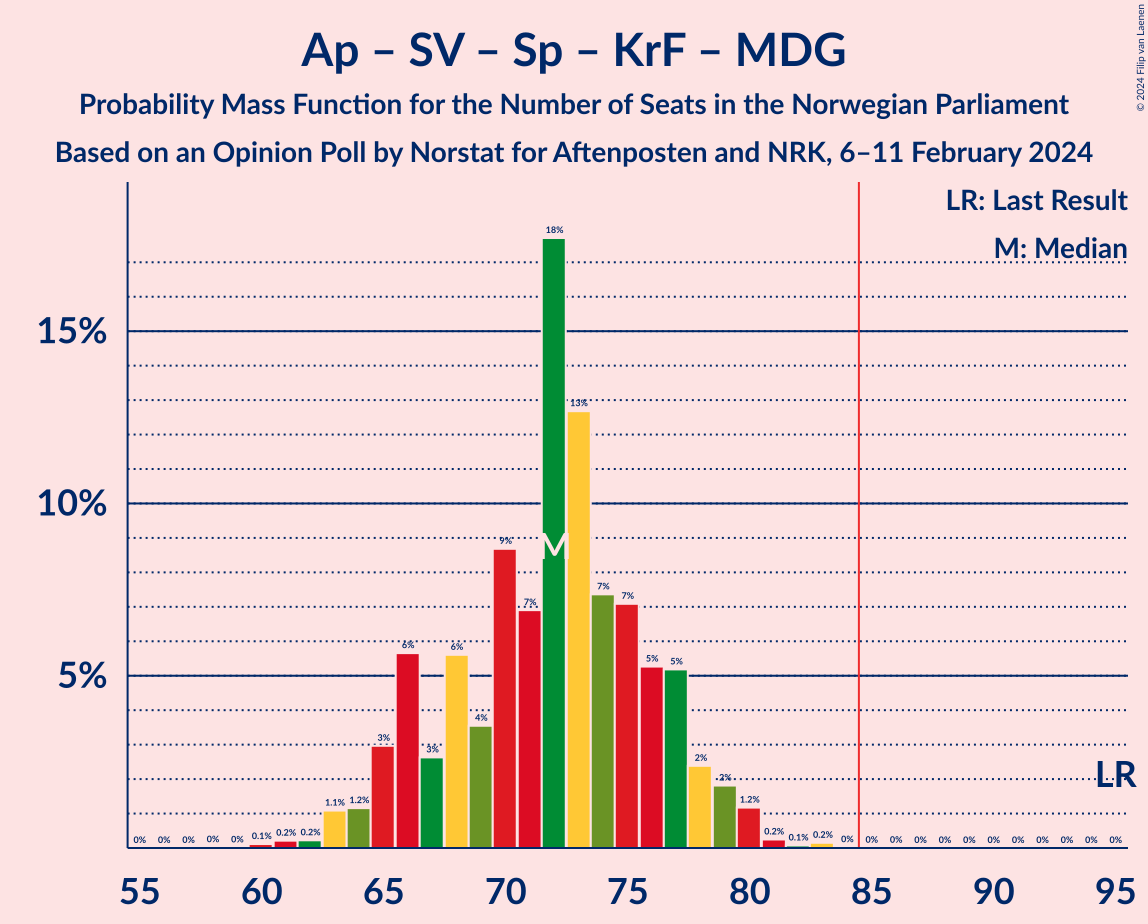 Ap – SV – Sp – KrF – MDG
Probability Mass Function for the Number of Seats in the Norwegian Parliament
Based on an Opinion Poll by Norstat for Aftenposten and NRK, 6–11 February 2024
© 2024 Filip van Laenen
LR: Last Result
M: Median
15%
10%
5%
0% 0% 0% 0% 0% 0.1% 0.2% 0.2% 1.1% 1.2% 3% 6% 3% 6% 4% 9% 7% 18% 13% 7% 7% 5% 5% 2% 2% 1.2% 0.2% 0.1% 0.2% 0% 0% 0% 0% 0% 0% 0% 0% 0% 0% 0% 0%
M
LR
55 60 65 70 75 80 85 90 95